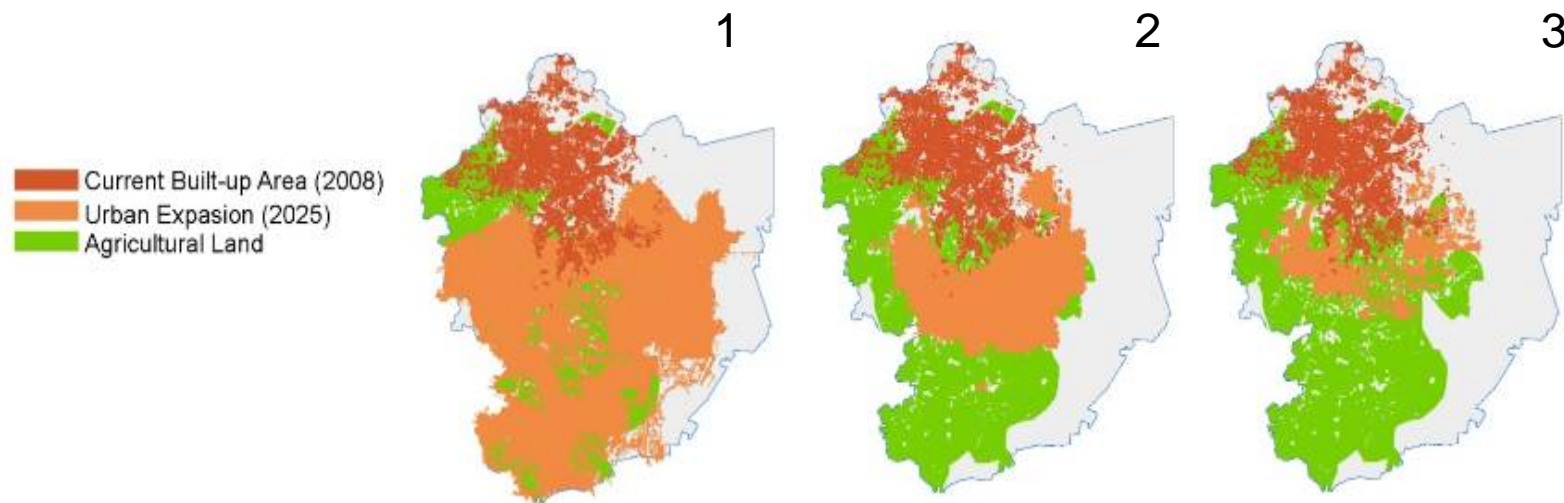 1
2
3
Current Built-up Area (2008)
Urban Expasion (2025)
Agricultural Land